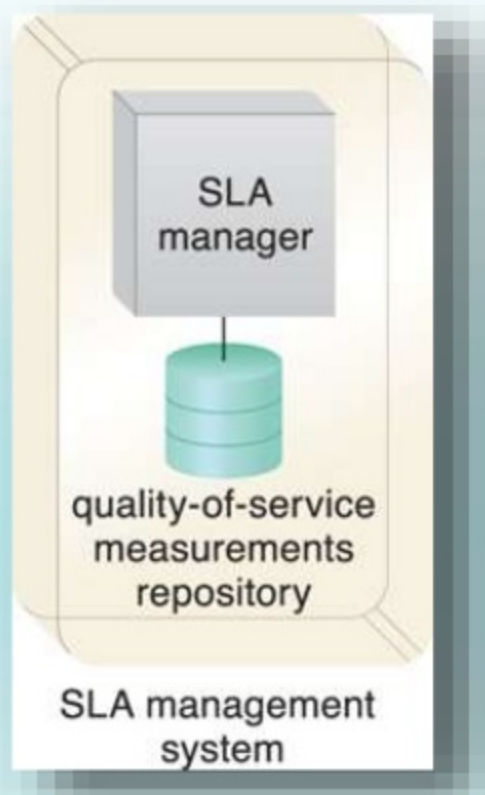 SLA
manager
quality-of-service
measurements
repository
SLA management
system